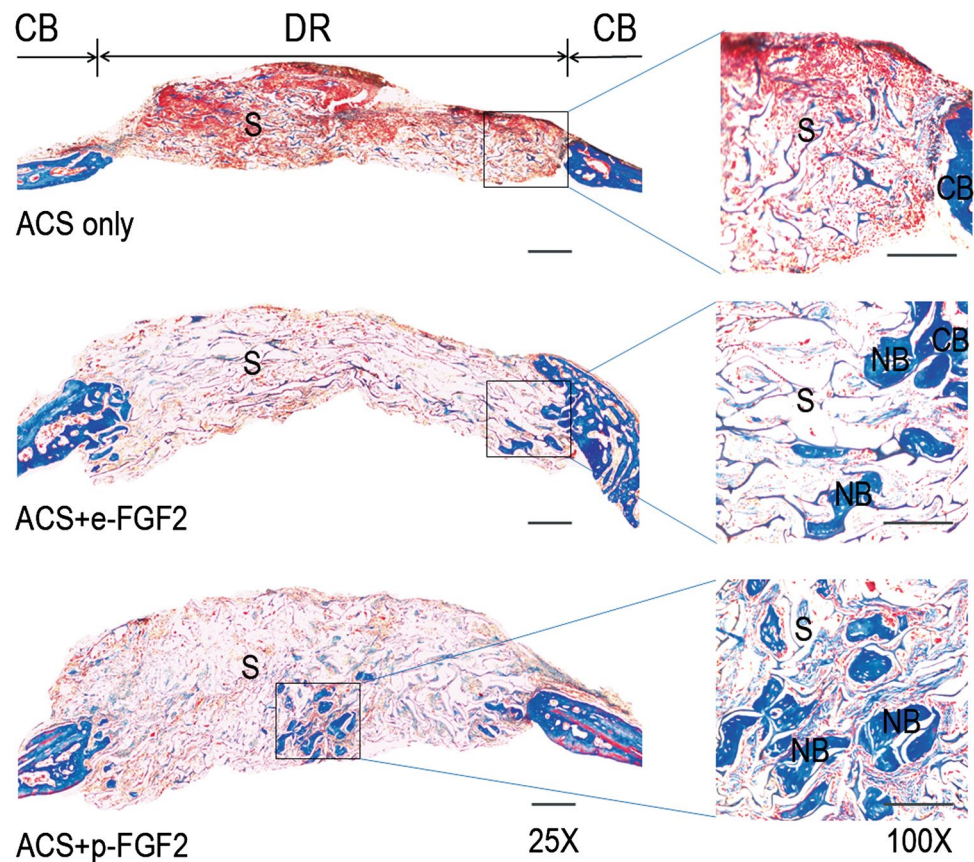 CB DR CB
S
S
CB
ACS only
S
NB CB
S
NB
ACS+e-FGF2
S
S
NB
NB
ACS+p-FGF2 25X 100X